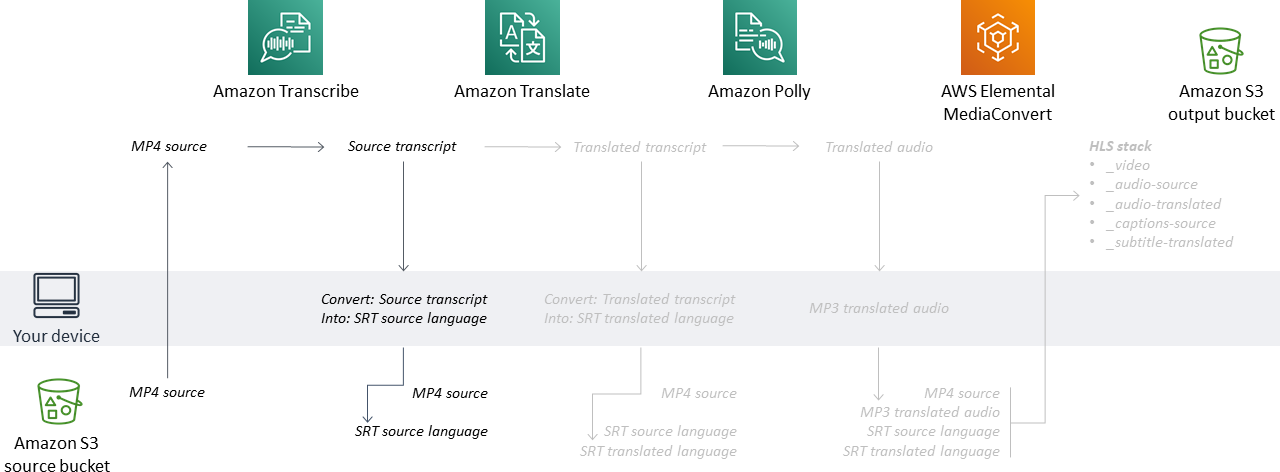 Amazon Transcribe
Amazon Translate
Amazon Polly
AWS Elemental
MediaConvert
Amazon S3
output bucket
MP4 source
Source transcript
Translated transcript
Translated audio
HLS stack
• _video
• _audio-source
• _audio-translated
• _captions-source
• _subtitle-translated
Your device
Convert: Source transcript
Into: SRT source language
Convert: Translated transcript
Into: SRT translated language
MP3 translated audio
Amazon S3
source bucket
MP4 source
MP4 source
SRT source language
MP4 source
SRT source language
SRT translated language
MP4 source
MP3 translated audio
SRT source language
SRT translated language